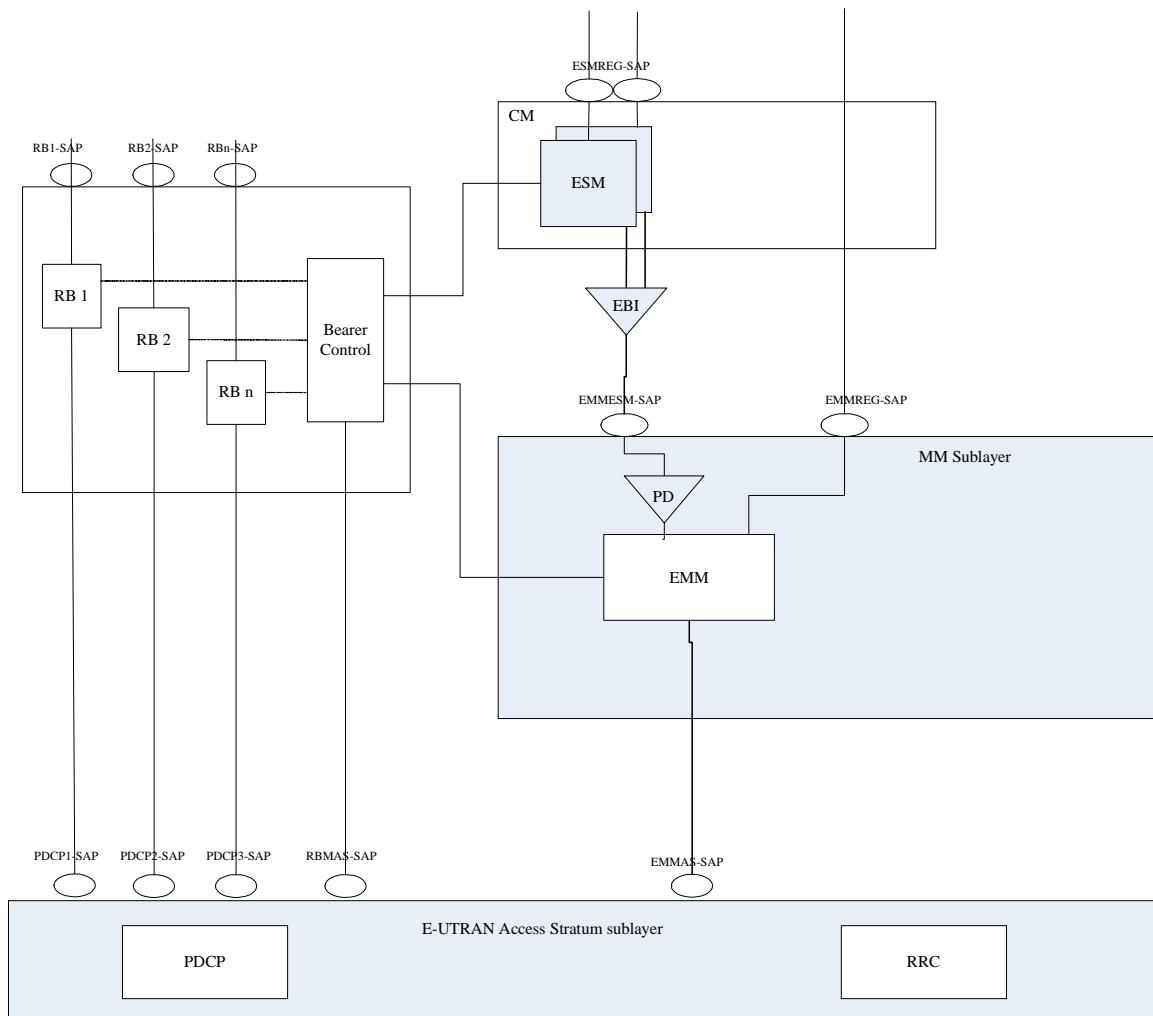 ESMREG-SAP
CM
RB1-SAP
RB2-SAP
RBn-SAP
ESM
RB 1
RB 2
RB n
Bearer
Control
EBI
EMMESM-SAP
EMMREG-SAP
MM Sublayer
PD
EMM
PDCP1-SAP
PDCP2-SAP
PDCP3-SAP
RBMAS-SAP
EMMAS-SAP
E-UTRAN Access Stratum sublayer
PDCP
RRC